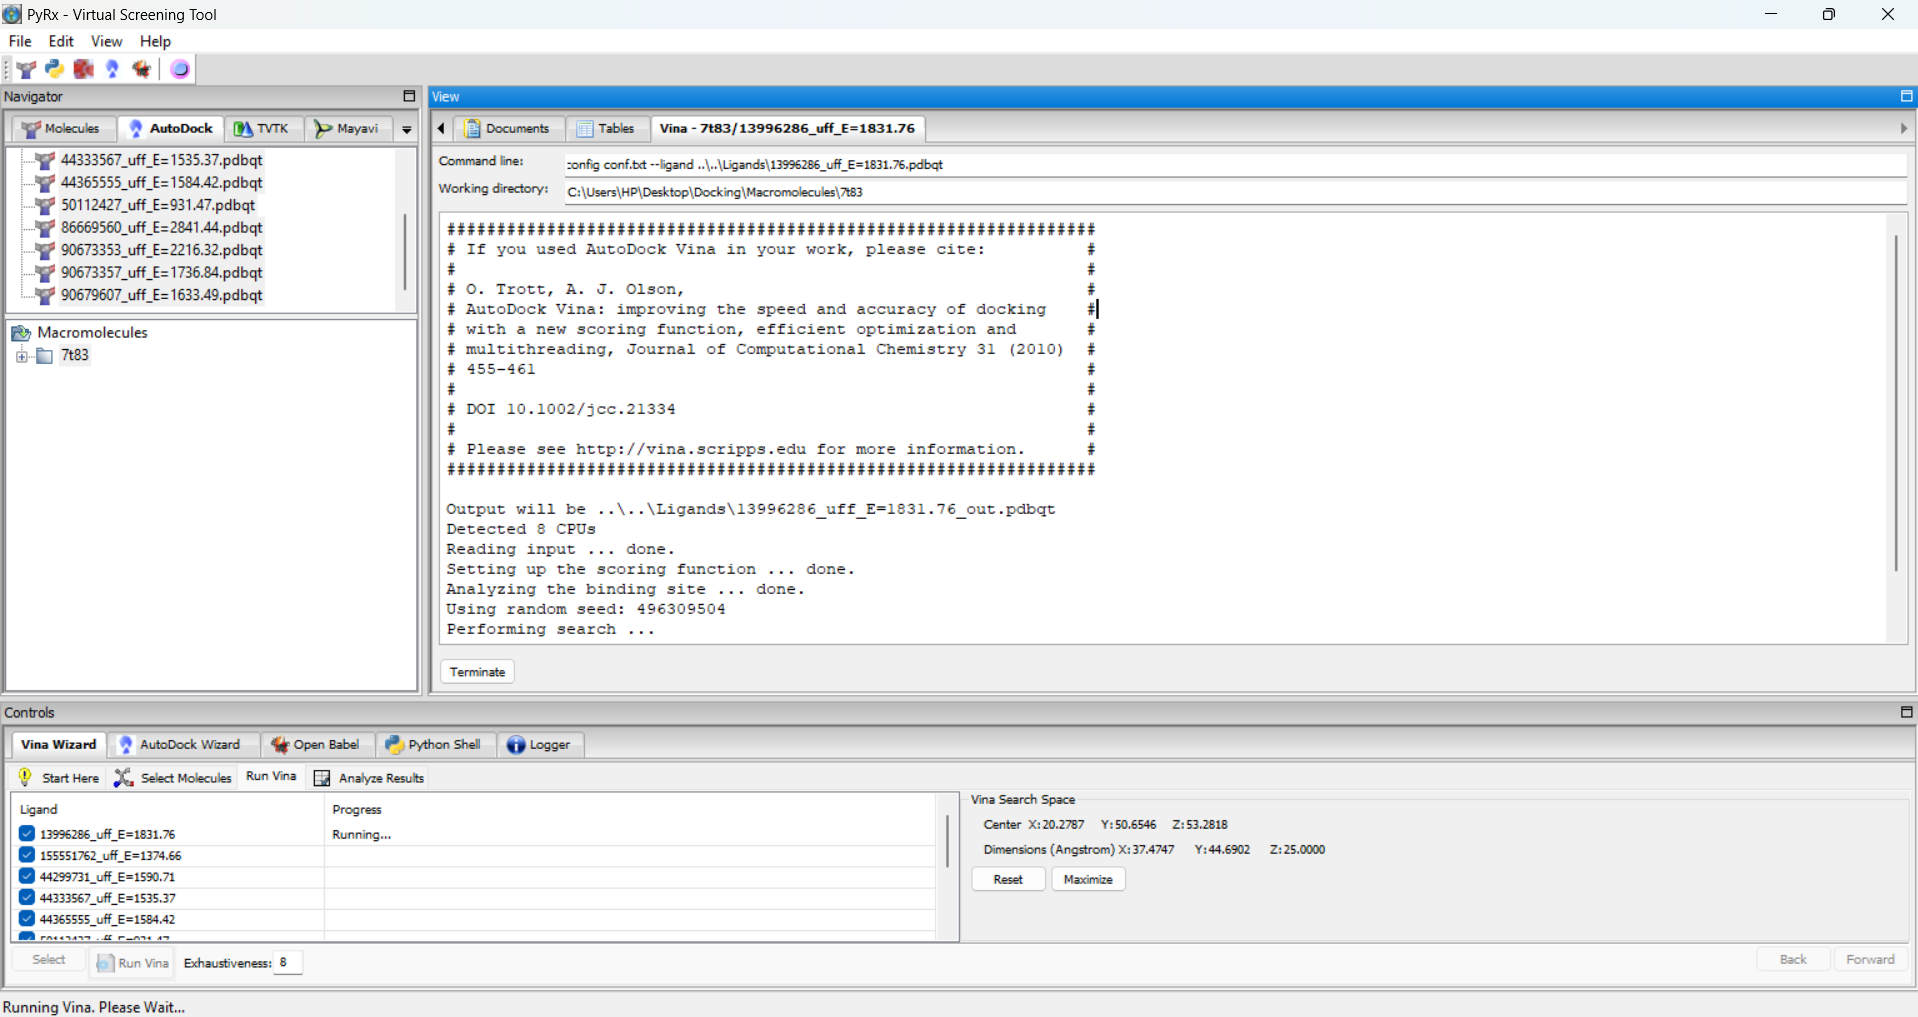 PyRx - Virtual Screening Tool
File Edit View Help
Navigator
Molecules AutoDock TVTK Mayavi
44333567_uff_E=1535.37.pdbqt
44365555_uff_E=1584.42.pdbqt
50112427_uff_E=931.47.pdbqt
86669560_uff_E=2841.44.pdbqt
90673353_uff_E=2216.32.pdbqt
90673357_uff_E=1736.84.pdbqt
90679607_uff_E=1633.49.pdbqt
Macromolecules
7t83
View
Documents Tables Vina - 7t83/13996286_uff_E=1831.76
Command line: config conf.txt --ligand ..\..\Ligands\13996286_uff_E=1831.76.pdbqt
Working directory: C:\Users\HP\Desktop\Docking\Macromolecules\7t83
#################################################################
# If you used AutoDock Vina in your work, please cite: #
# #
# O. Trott, A. J. Olson, #
# AutoDock Vina: improving the speed and accuracy of docking #
# with a new scoring function, efficient optimization and #
# multithreading, Journal of Computational Chemistry 31 (2010) #
# 455-461 #
# #
# DOI 10.1002/jcc.21334 #
# #
# Please see http://vina.scripps.edu for more information. #
#################################################################
Output will be ..\..\Ligands\13996286_uff_E=1831.76_out.pdbqt
Detected 8 CPUs
Reading input ... done.
Setting up the scoring function ... done.
Analyzing the binding site ... done.
Using random seed: 496309504
Performing search ...
Terminate
Controls
Vina Wizard AutoDock Wizard Open Babel Python Shell Logger
Start Here Select Molecules Run Vina Analyze Results
Ligand Progress
13996286_uff_E=1831.76 Running...
155551762_uff_E=1374.66
44299731_uff_E=1590.71
44333567_uff_E=1535.37
44365555_uff_E=1584.42
50112427_uff_E=931.47
Vina Search Space
Center X:20.2787 Y:50.6546 Z:53.2818
Dimensions (Angstrom) X:37.4747 Y:44.6902 Z:25.0000
Reset Maximize
Select Run Vina Exhaustiveness: 8 Back Forward
Running Vina. Please Wait...